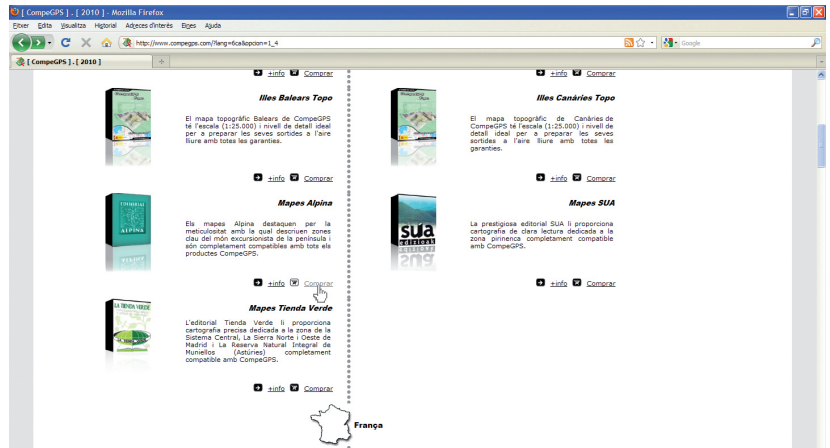 [ CompeGPS ] . [ 2010 ] - Mozilla Firefox
Fitxer Edita Visualitza Historial Adreces d'interès Eines Ajuda
http://www.compegps.com/?lang=6ca&opcion=1_4
Google
[ CompeGPS ] . [ 2010 ]
+info Comprar
+info Comprar
Illes Balears Topo
El mapa topogràfic Balears de CompeGPS
té l'escala (1:25.000) i nivell de detall ideal
per a preparar les seves sortides a l'aire
lliure amb totes les garanties.
+info Comprar
Illes Canàries Topo
El mapa topogràfic de Canàries de
CompeGPS té l'escala (1:25.000) i nivell de
detall ideal per a preparar les seves
sortides a l'aire lliure amb totes les
garanties.
+info Comprar
EDITORIAL
ALPINA
Mapes Alpina
Els mapes Alpina destaquen per la
meticulositat amb la qual descriuen zones
clau del món excursionista de la península i
són completament compatibles amb tots els
productes CompeGPS.
+info Comprar
sua
edizioak
Mapes SUA
La prestigiosa editorial SUA li proporciona
cartografia de clara lectura dedicada a la
zona pirinenca completament compatible
amb CompeGPS.
+info Comprar
LA TIENDA VERDE
Mapes Tienda Verde
L'editorial Tienda Verde li proporciona
cartografia precisa dedicada a la zona de la
Sistema Central, La Sierra Norte i Oeste de
Madrid i La Reserva Natural Integral de
Muniellos (Astúries) completament
compatible amb CompeGPS.
+info Comprar
França